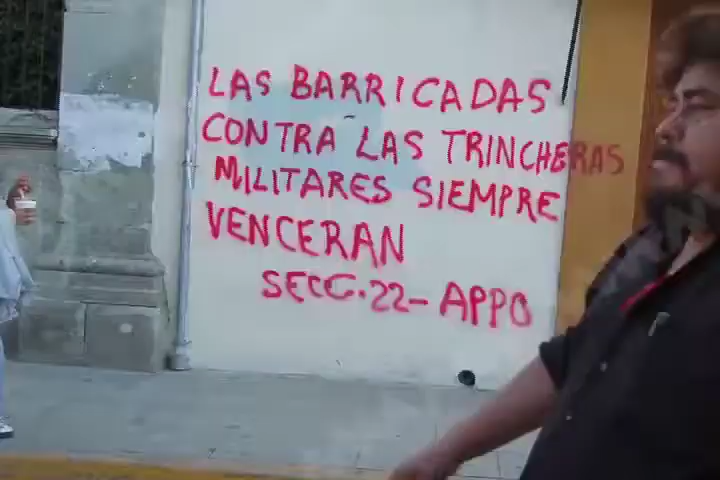 LAS BARRICADAS
CONTRA LAS TRINCHERAS
MILITARES SIEMPRE
VENCERAN
SECC.22-APPO